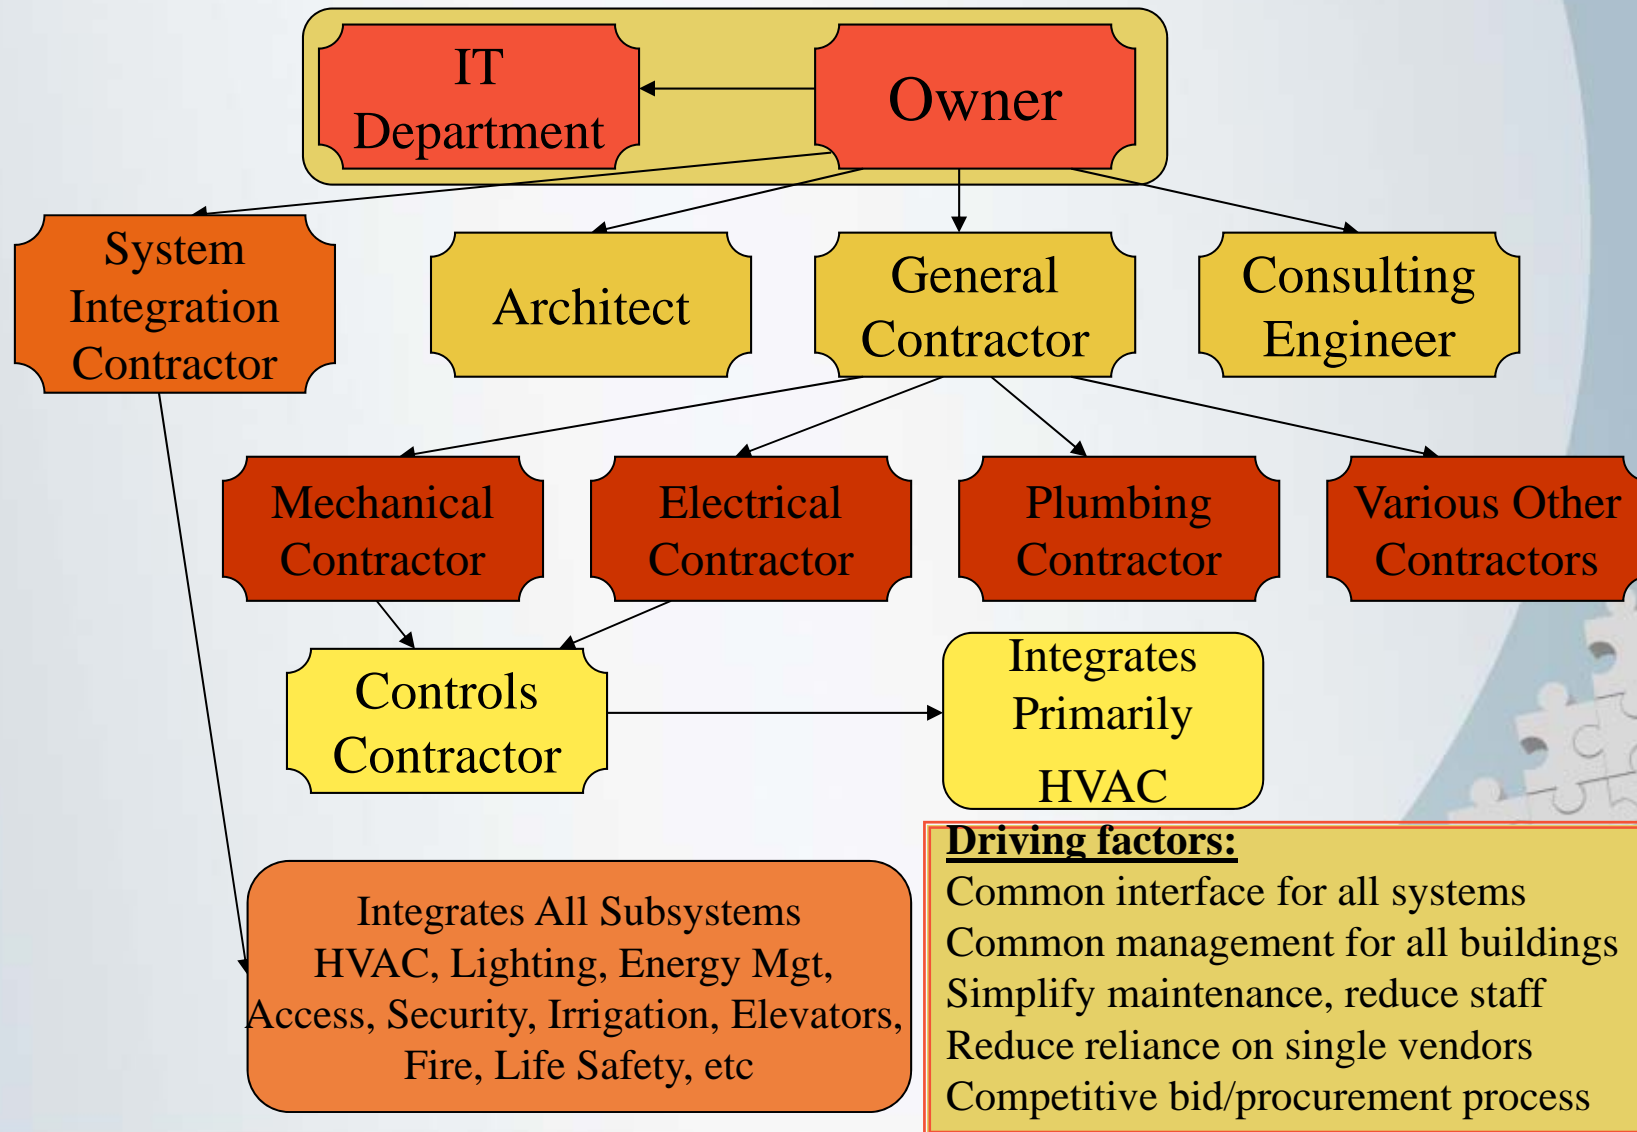 IT
Department
Owner
System
Integration
Contractor
Architect
General
Contractor
Consulting
Engineer
Mechanical
Contractor
Electrical
Contractor
Plumbing
Contractor
Various Other
Contractors
Controls
Contractor
Integrates
Primarily
HVAC
Integrates All Subsystems
HVAC, Lighting, Energy Mgt,
Access, Security, Irrigation, Elevators,
Fire, Life Safety, etc
Driving factors:
Common interface for all systems
Common management for all buildings
Simplify maintenance, reduce staff
Reduce reliance on single vendors
Competitive bid/procurement process